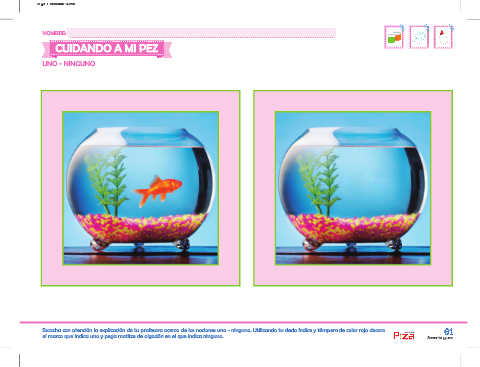 NOMBRE:
CUIDANDO A MI PEZ
UNO - NINGUNO
Escucha con atención la explicación de tu profesora acerca de las nociones uno - ninguno. Utilizando tu dedo índice y témpera de color rojo decora
el marco que indica uno y pega motitas de algodón en el que indica ninguno.
61